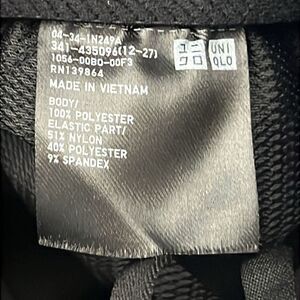 04-34-1N249A
341-435096(12-27)
1056-00B0-00F3
RN139864
MADE IN VIETNAM
BODY/
100% POLYESTER
ELASTIC PART/
51% NYLON
40% POLYESTER
9% SPANDEX
ユニ
クロ
UNI
QLO